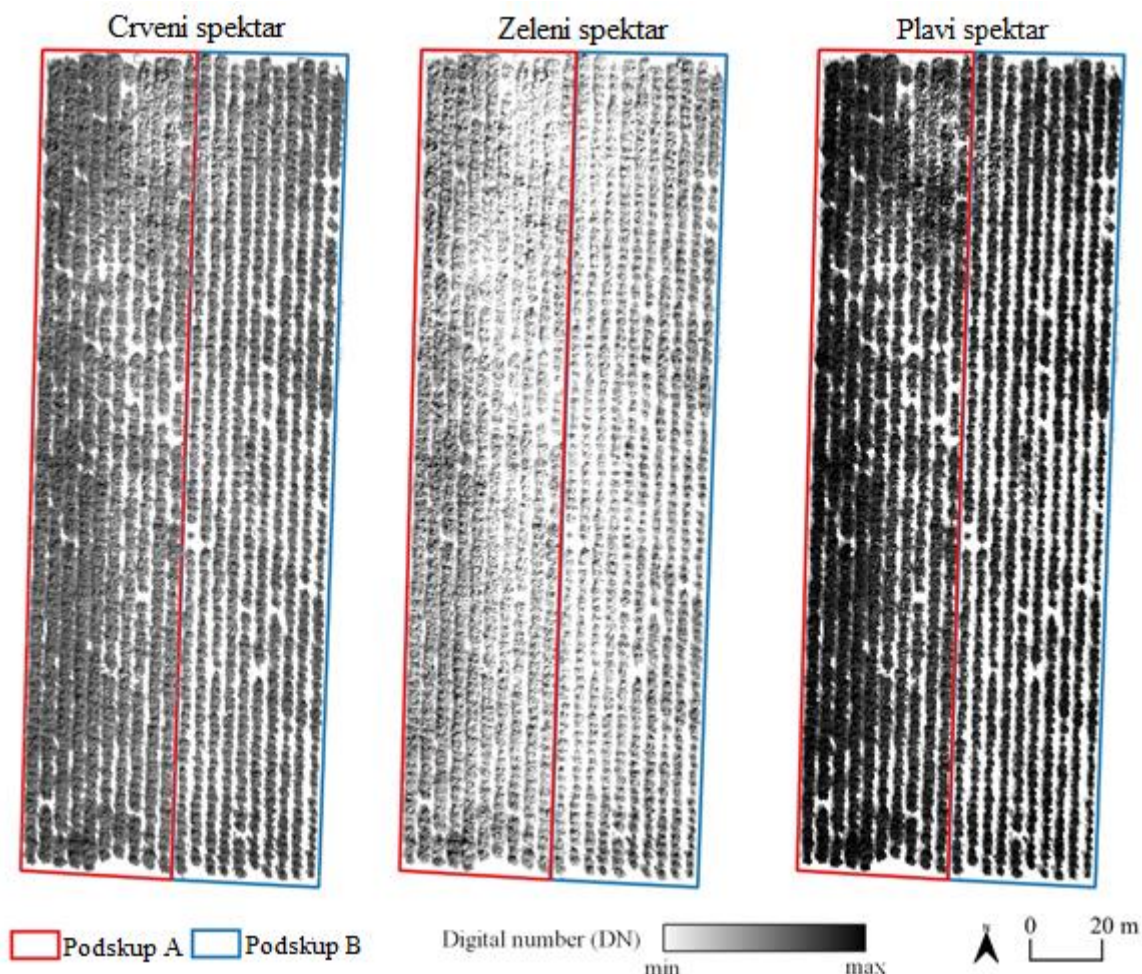 Crveni spektar Zeleni spektar Plavi spektar
Podskup A Podskup B Digital number (DN) min max N 0 20 m